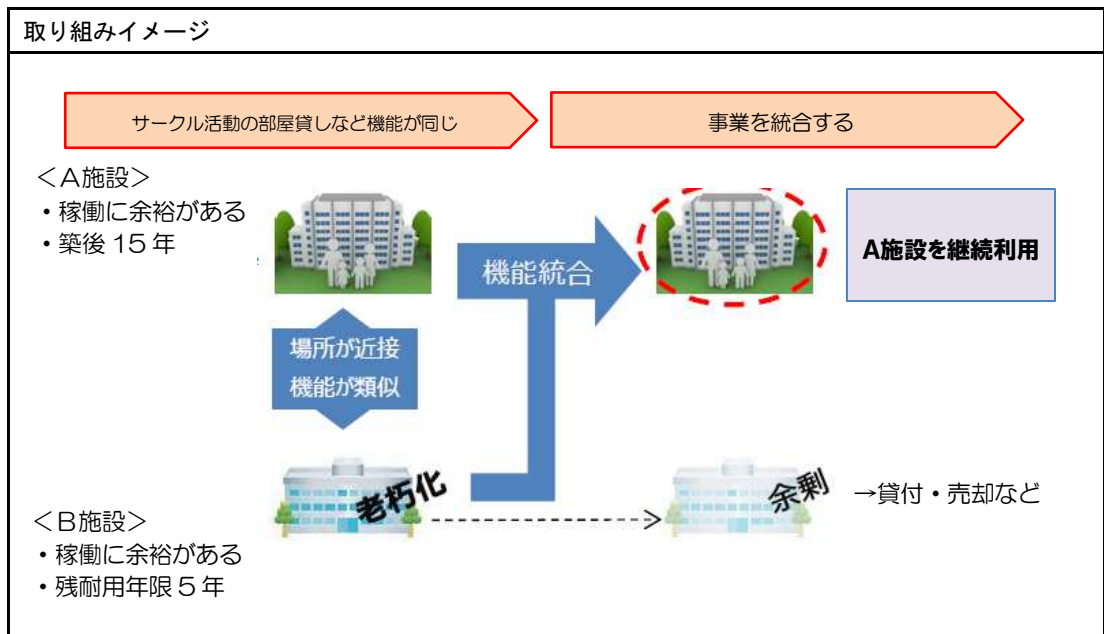 取り組みイメージ
サークル活動の部屋貸しなど機能が同じ
事業を統合する
＜Ａ施設＞
・稼働に余裕がある
・築後 15 年
機能統合
A施設を継続利用
場所が近接
機能が類似
老朽化
余剰
→貸付・売却など
＜Ｂ施設＞
・稼働に余裕がある
・残耐用年限５年